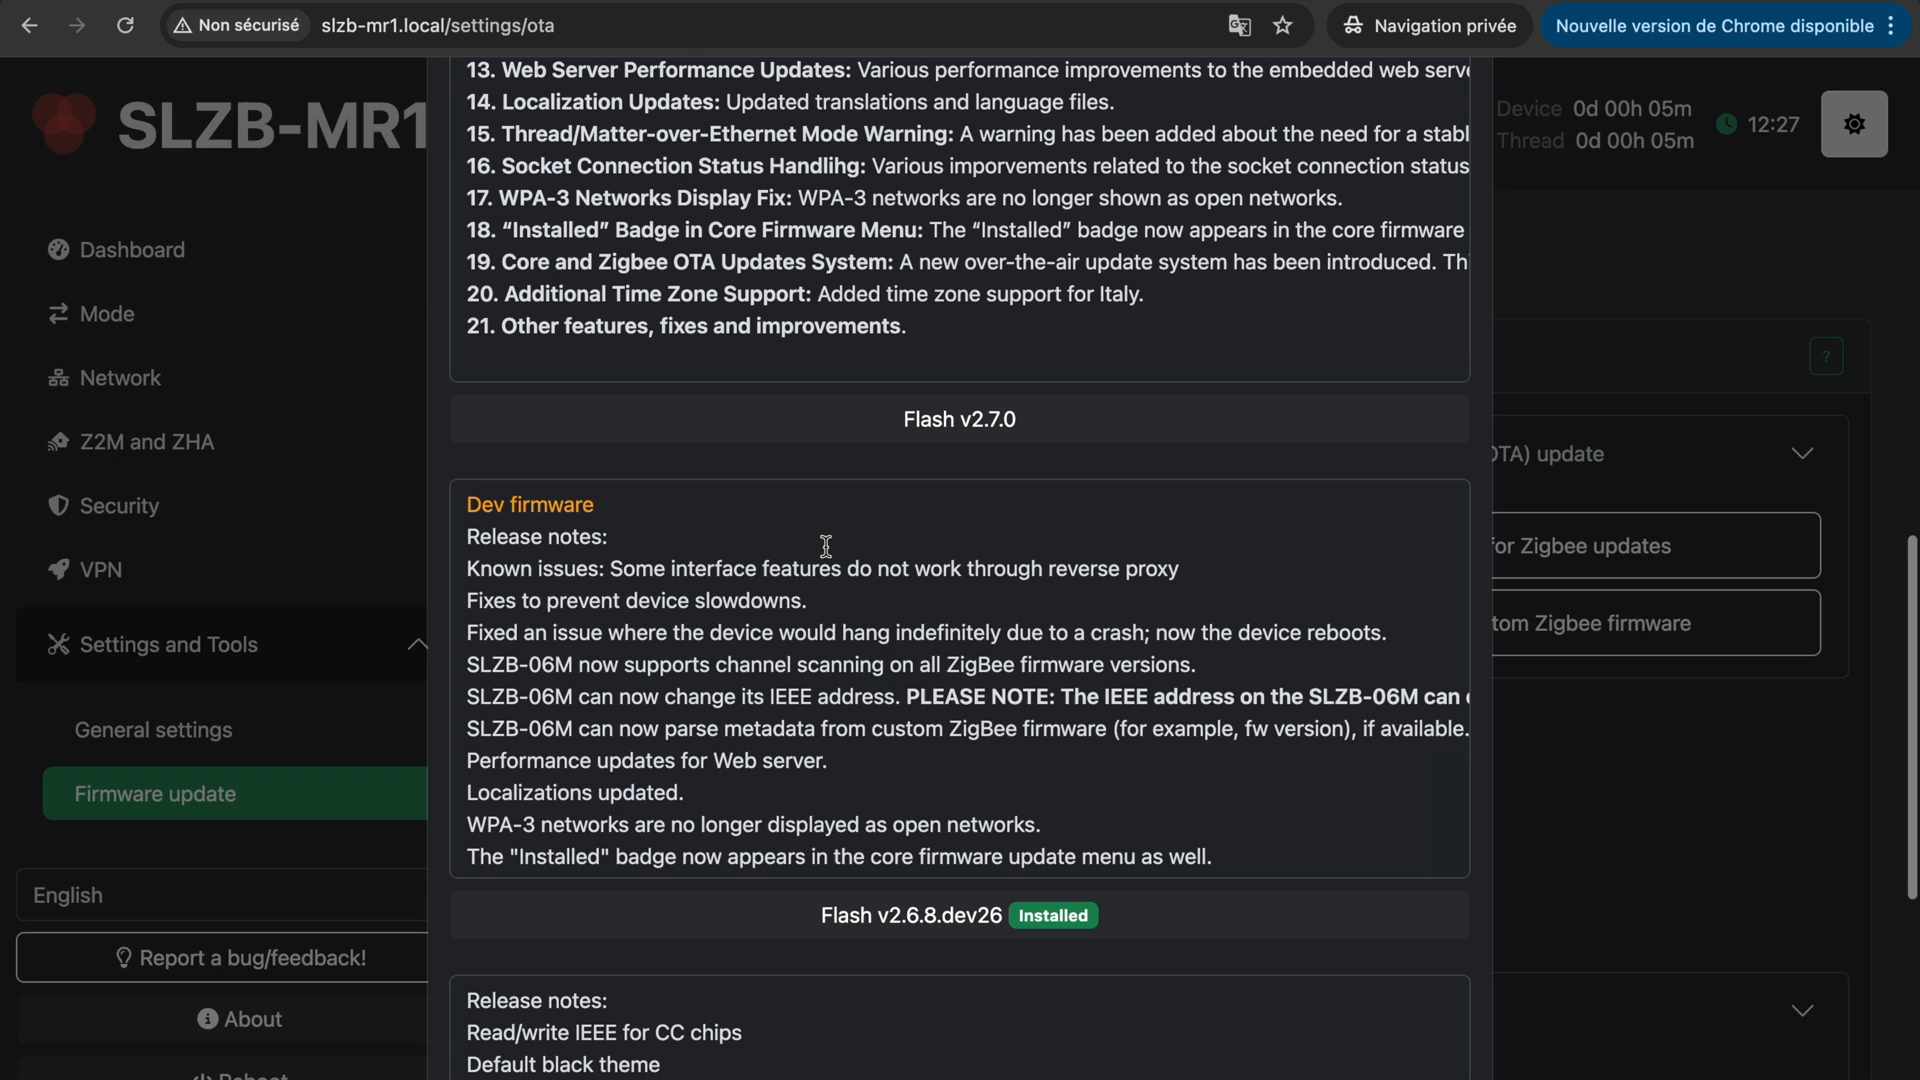 Non sécurisé
slzb-mr1.local/settings/ota
Navigation privée
Nouvelle version de Chrome disponible
SLZB-MR1
Device 0d 00h 05m
Thread 0d 00h 05m
12:27
Dashboard
Mode
Network
Z2M and ZHA
Security
VPN
Settings and Tools
General settings
Firmware update
English
Report a bug/feedback!
About
Reboot
13. Web Server Performance Updates: Various performance improvements to the embedded web serve
14. Localization Updates: Updated translations and language files.
15. Thread/Matter-over-Ethernet Mode Warning: A warning has been added about the need for a stabl
16. Socket Connection Status Handlihg: Various imporvements related to the socket connection status
17. WPA-3 Networks Display Fix: WPA-3 networks are no longer shown as open networks.
18. “Installed” Badge in Core Firmware Menu: The “Installed” badge now appears in the core firmware
19. Core and Zigbee OTA Updates System: A new over-the-air update system has been introduced. Th
20. Additional Time Zone Support: Added time zone support for Italy.
21. Other features, fixes and improvements.
Flash v2.7.0
Dev firmware
Release notes:
Known issues: Some interface features do not work through reverse proxy
Fixes to prevent device slowdowns.
Fixed an issue where the device would hang indefinitely due to a crash; now the device reboots.
SLZB-06M now supports channel scanning on all ZigBee firmware versions.
SLZB-06M can now change its IEEE address. PLEASE NOTE: The IEEE address on the SLZB-06M can
SLZB-06M can now parse metadata from custom ZigBee firmware (for example, fw version), if available.
Performance updates for Web server.
Localizations updated.
WPA-3 networks are no longer displayed as open networks.
The "Installed" badge now appears in the core firmware update menu as well.
Flash v2.6.8.dev26 Installed
Release notes:
Read/write IEEE for CC chips
Default black theme
?
OTA) update
for Zigbee updates
tom Zigbee firmware